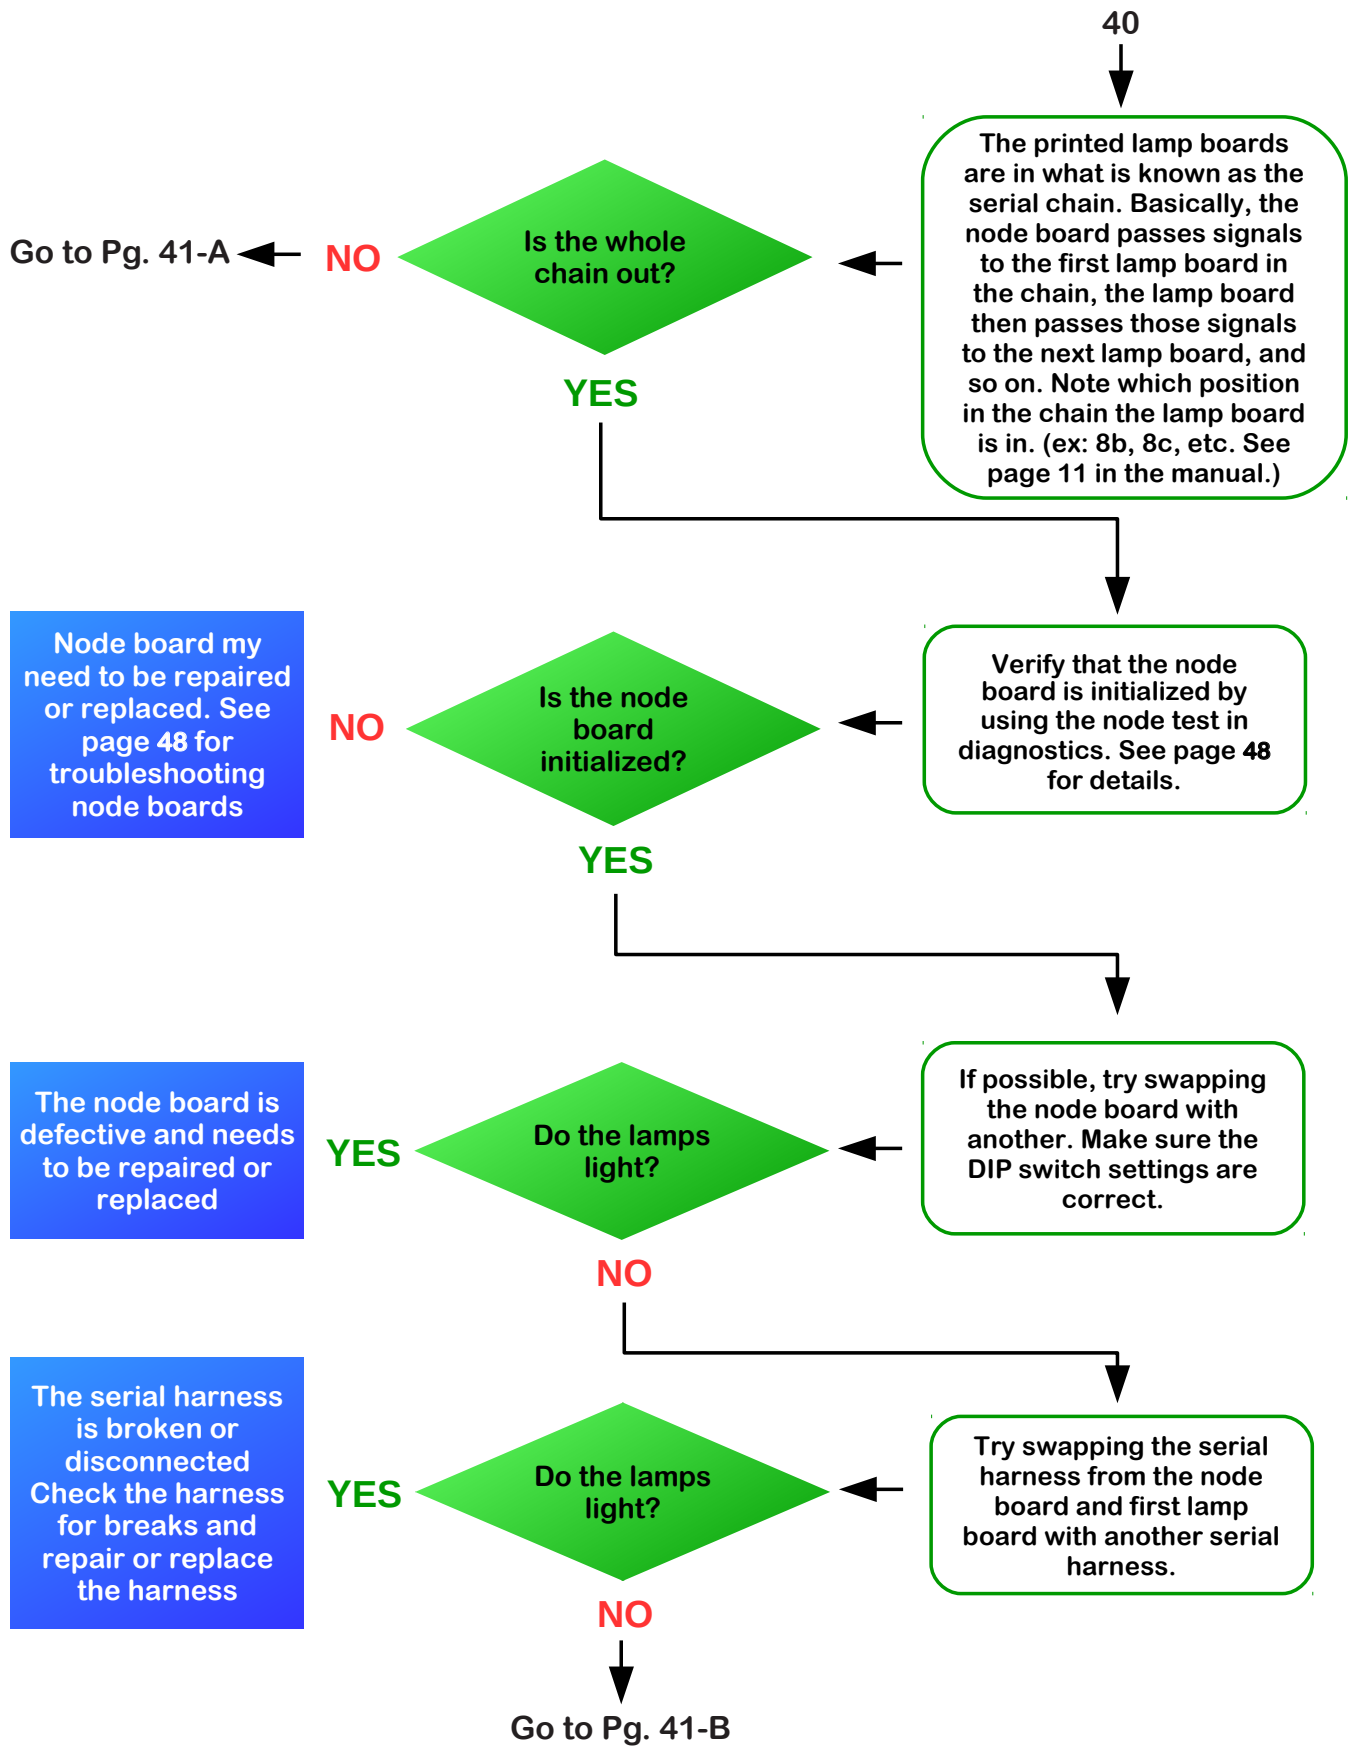 40
The printed lamp boards
are in what is known as the
serial chain. Basically, the
node board passes signals
to the first lamp board in
the chain, the lamp board
then passes those signals
to the next lamp board, and
so on. Note which position
in the chain the lamp board
is in. (ex: 8b, 8c, etc. See
page 11 in the manual.)
Is the whole
chain out?
NO
Go to Pg. 41-A
YES
Verify that the node
board is initialized by
using the node test in
diagnostics. See page 48
for details.
Is the node
board
initialized?
NO
Node board my
need to be repaired
or replaced. See
page 48 for
troubleshooting
node boards
YES
If possible, try swapping
the node board with
another. Make sure the
DIP switch settings are
correct.
Do the lamps
light?
YES
The node board is
defective and needs
to be repaired or
replaced
NO
Try swapping the serial
harness from the node
board and first lamp
board with another serial
harness.
Do the lamps
light?
YES
The serial harness
is broken or
disconnected
Check the harness
for breaks and
repair or replace
the harness
NO
Go to Pg. 41-B